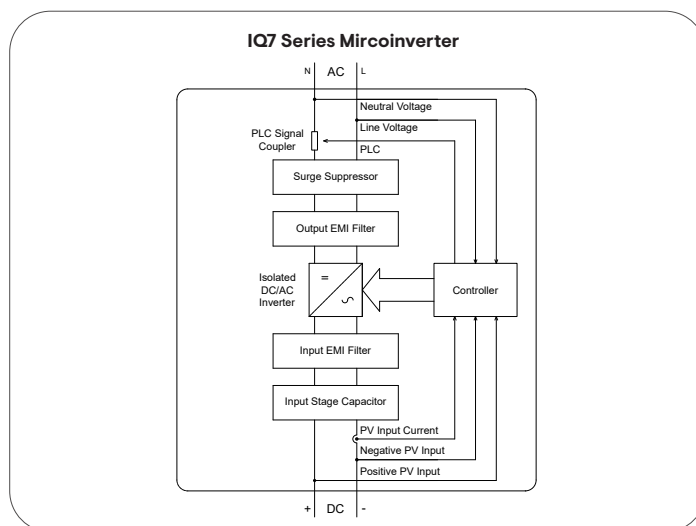 IQ7 Series Mircoinverter
N AC L
Neutral Voltage
Line Voltage
PLC Signal
Coupler
PLC
Surge Suppressor
Output EMI Filter
Isolated
DC/AC
Inverter
=
Controller
Input EMI Filter
Input Stage Capacitor
PV Input Current
Negative PV Input
Positive PV Input
+ DC -